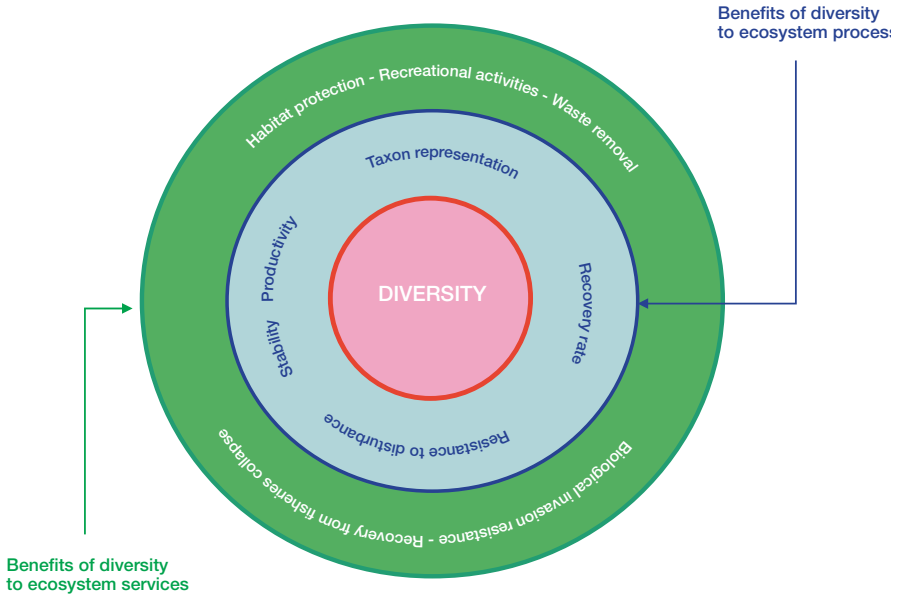 Benefits of diversity
to ecosystem proces
Habitat protection - Recreational activities - Waste removal
Taxon representation
Productivity
DIVERSITY
Recovery rate
Stability
Resistance to disturbance
Biological invasion resistance - Recovery from fisheries collapse
Benefits of diversity
to ecosystem services